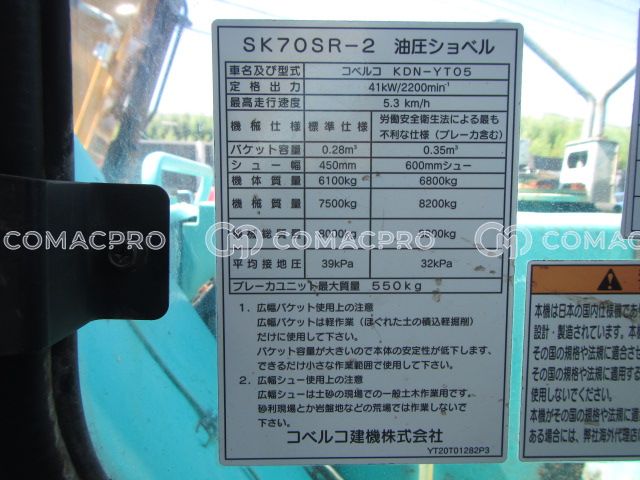 SK70SR-2 油圧ショベル
車名及び型式 コベルコ KDN-YT05
定格出力 41kW/2200min⁻¹
最高走行速度 5.3 km/h
機械仕様 標準仕様 労働安全衛生法による最も
不利な仕様(ブレーカ含む)
バケット容量 0.28m³ 0.35m³
シュー幅 450mm 600mmシュー
機体質量 6100kg 6800kg
機械質量 7500kg 8200kg
COMACPRO COMACPRO COMACPRO
平均接地圧 39kPa 32kPa
ブレーカユニット最大質量 550kg
1. 広幅バケット使用上の注意
広幅バケットは軽作業(ほぐれた土の積込軽掘削)
だけに使用して下さい。
バケット容量が大きいので本体の安定性が低下します、
できるだけ小さな作業範囲で使用して下さい。
2. 広幅シュー使用上の注意
広幅シューは土砂の現場での一般土木作業用です。
砂利現場とか岩盤地などの荒場では作業しないで
下さい。
コベルコ建機株式会社
YT20T01282P3
本機は日本の国内仕様機であ
設計・製造されています。本機
その国の規格や法規に適合さ
その国の規格や法規に適用する
使用しないでください。
本機がその国の規格や法規に適
ある場合には、弊社海外代理店